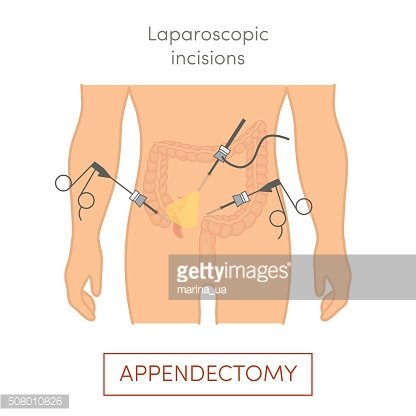 Laparoscopic
incisions
gettyimages
marina_ua
APPENDECTOMY
508010826